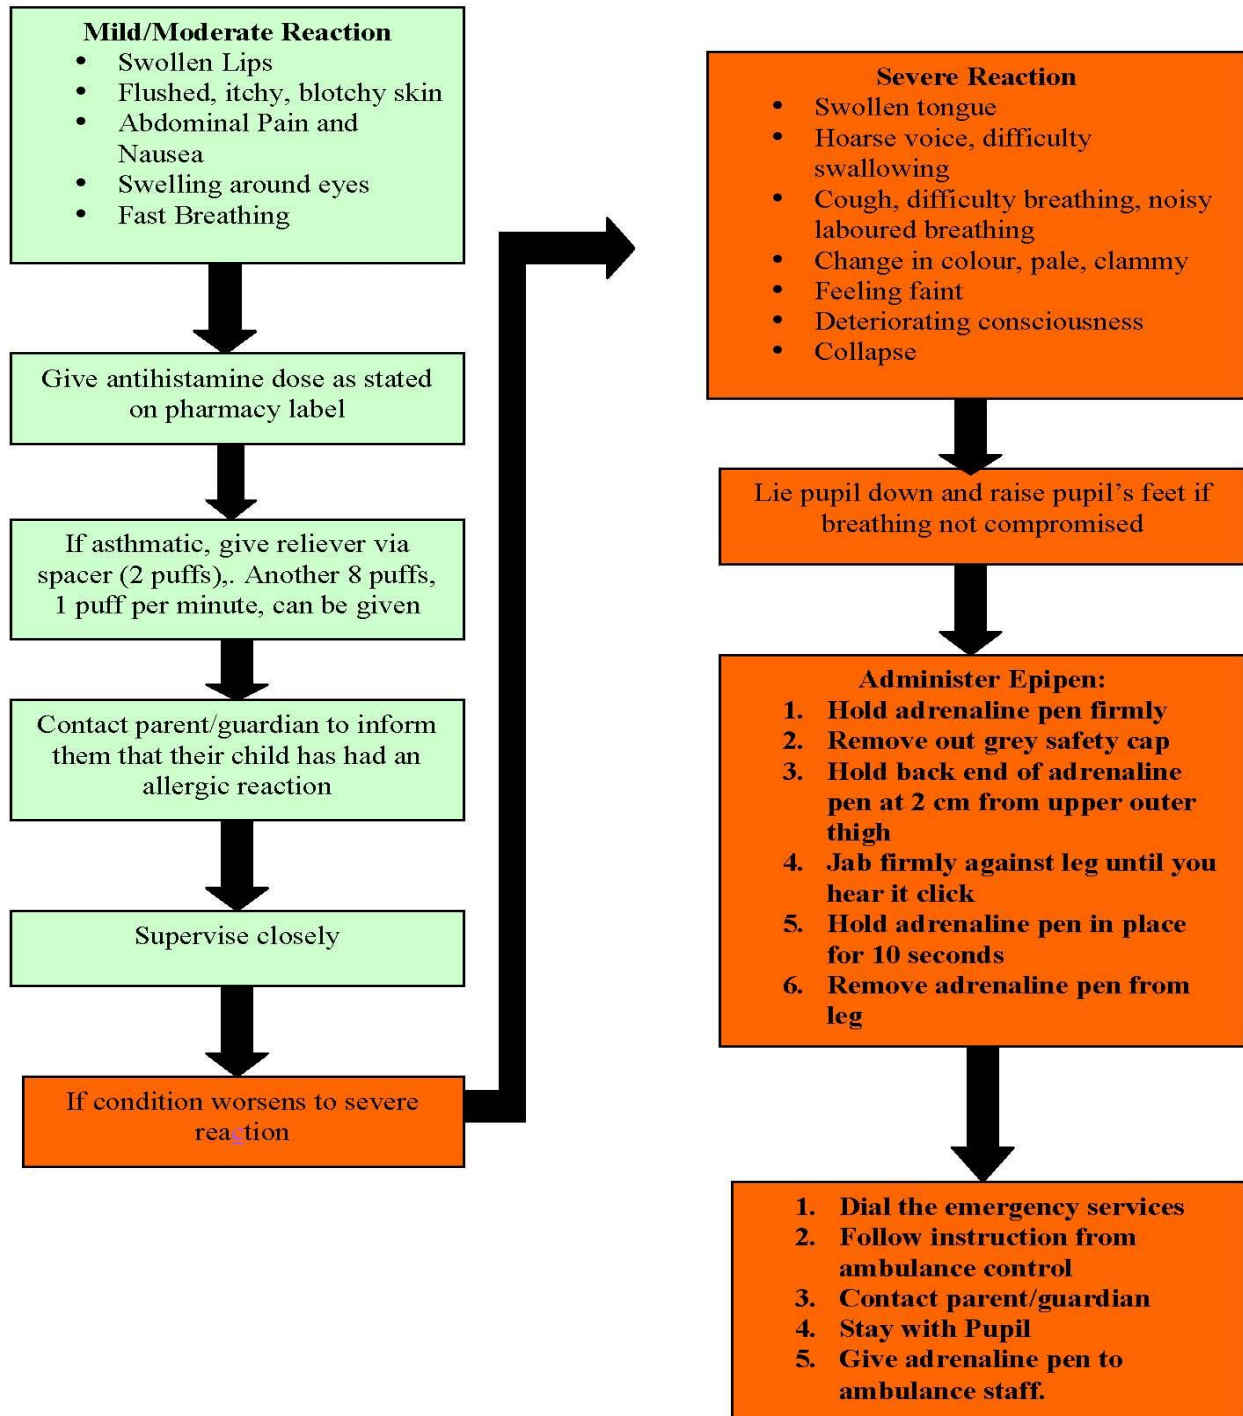 Mild/Moderate Reaction
• Swollen Lips
• Flushed, itchy, blotchy skin
• Abdominal Pain and
Nausea
• Swelling around eyes
• Fast Breathing
Give antihistamine dose as stated
on pharmacy label
If asthmatic, give reliever via
spacer (2 puffs),. Another 8 puffs,
1 puff per minute, can be given
Contact parent/guardian to inform
them that their child has had an
allergic reaction
Supervise closely
If condition worsens to severe
reaction
Severe Reaction
• Swollen tongue
• Hoarse voice, difficulty
swallowing
• Cough, difficulty breathing, noisy
laboured breathing
• Change in colour, pale, clammy
• Feeling faint
• Deteriorating consciousness
• Collapse
Lie pupil down and raise pupil's feet if
breathing not compromised
Administer Epipen:
1. Hold adrenaline pen firmly
2. Remove out grey safety cap
3. Hold back end of adrenaline
pen at 2 cm from upper outer
thigh
4. Jab firmly against leg until you
hear it click
5. Hold adrenaline pen in place
for 10 seconds
6. Remove adrenaline pen from
leg
1. Dial the emergency services
2. Follow instruction from
ambulance control
3. Contact parent/guardian
4. Stay with Pupil
5. Give adrenaline pen to
ambulance staff.